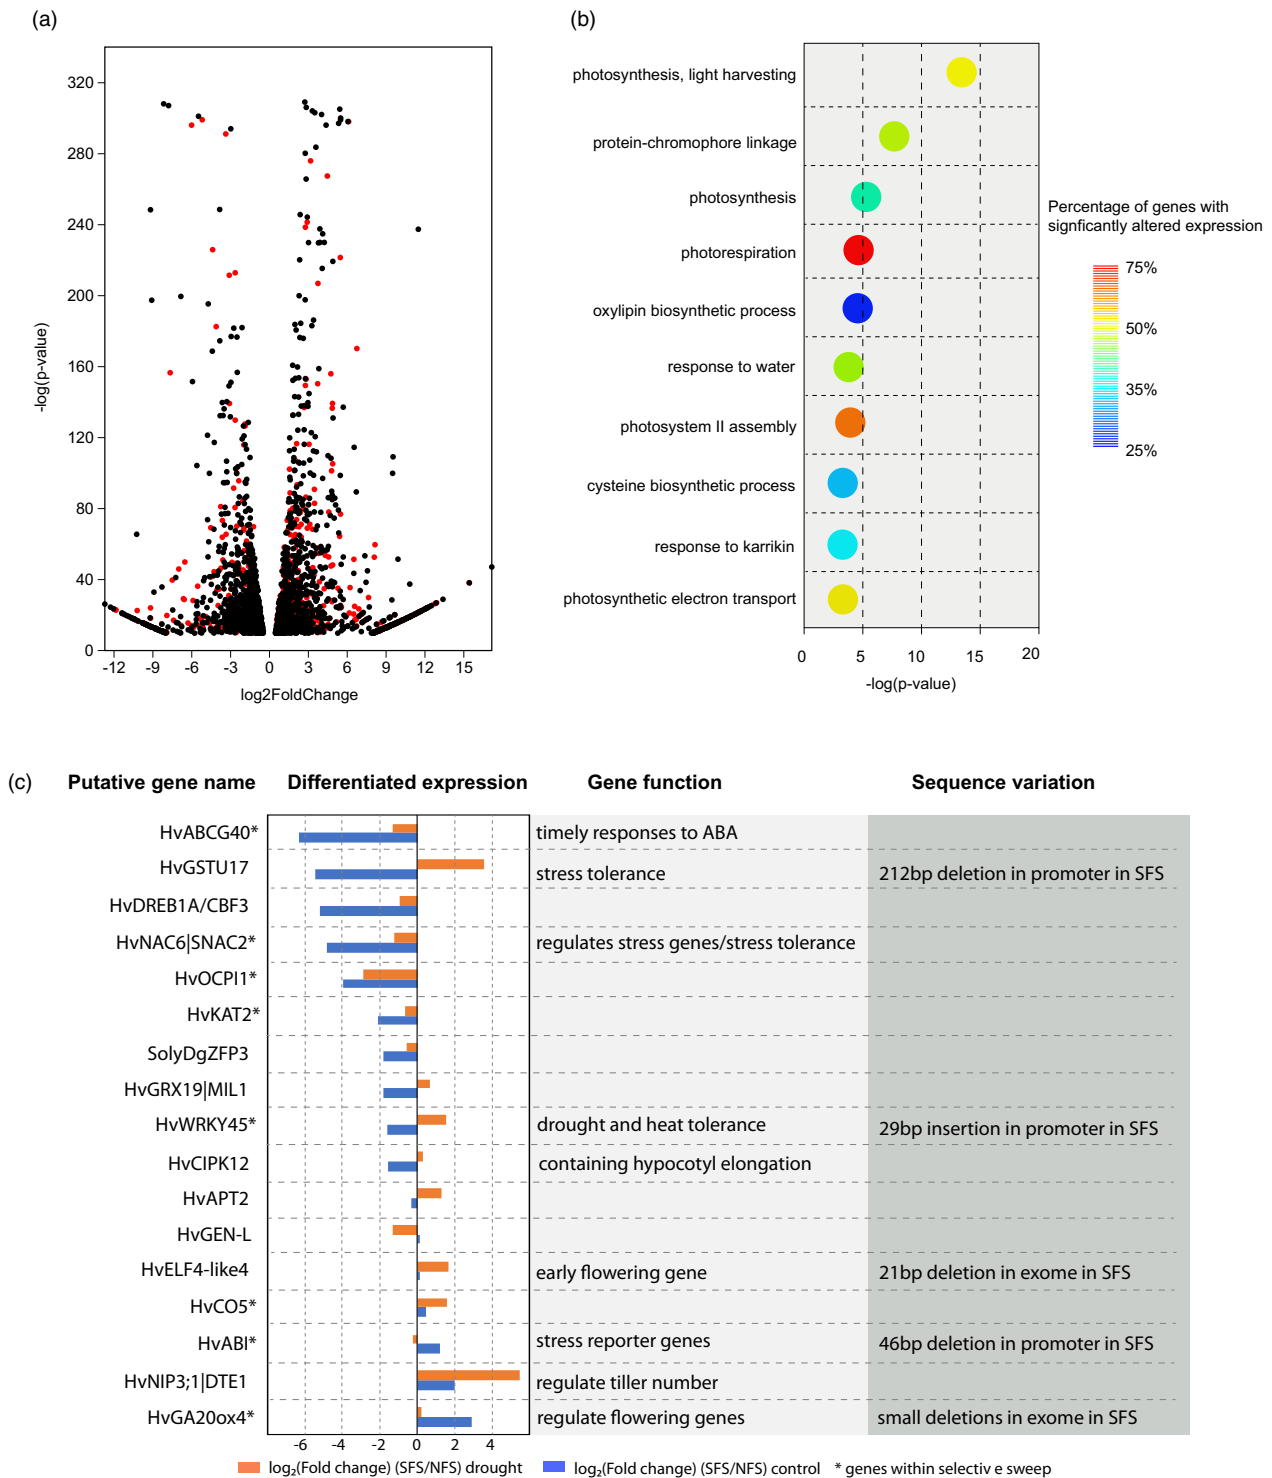 (a)
320
280
240
200
160
120
80
40
0
-log(p-value)
-12 -9 -6 -3 0 3 6 9 12 15
log2FoldChange
(b)
photosynthesis, light harvesting
protein-chromophore linkage
photosynthesis
photorespiration
oxylipin biosynthetic process
response to water
photosystem II assembly
cysteine biosynthetic process
response to karrikin
photosynthetic electron transport
0 5 10 15 20
-log(p-value)
Percentage of genes with
signficantly altered expression
75%
50%
35%
25%
(c)
Putative gene name Differentiated expression Gene function Sequence variation
HvABCG40* timely responses to ABA
HvGSTU17 stress tolerance 212bp deletion in promoter in SFS
HvDREB1A/CBF3
HvNAC6|SNAC2* regulates stress genes/stress tolerance
HvOCPI1*
HvKAT2*
SolyDgZFP3
HvGRX19|MIL1
HvWRKY45* drought and heat tolerance 29bp insertion in promoter in SFS
HvCIPK12 containing hypocotyl elongation
HvAPT2
HvGEN-L
HvELF4-like4 early flowering gene 21bp deletion in exome in SFS
HvCO5*
HvABI* stress reporter genes 46bp deletion in promoter in SFS
HvNIP3;1|DTE1 regulate tiller number
HvGA20ox4* regulate flowering genes small deletions in exome in SFS
-6 -4 -2 0 2 4
log₂(Fold change) (SFS/NFS) drought log₂(Fold change) (SFS/NFS) control * genes within selectiv e sweep